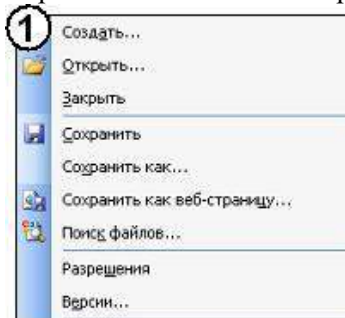 1
Создать...
Открыть...
Закрыть
Сохранить
Сохранить как...
Сохранить как веб-страницу...
Поиск файлов...
Разрешения
Версии...